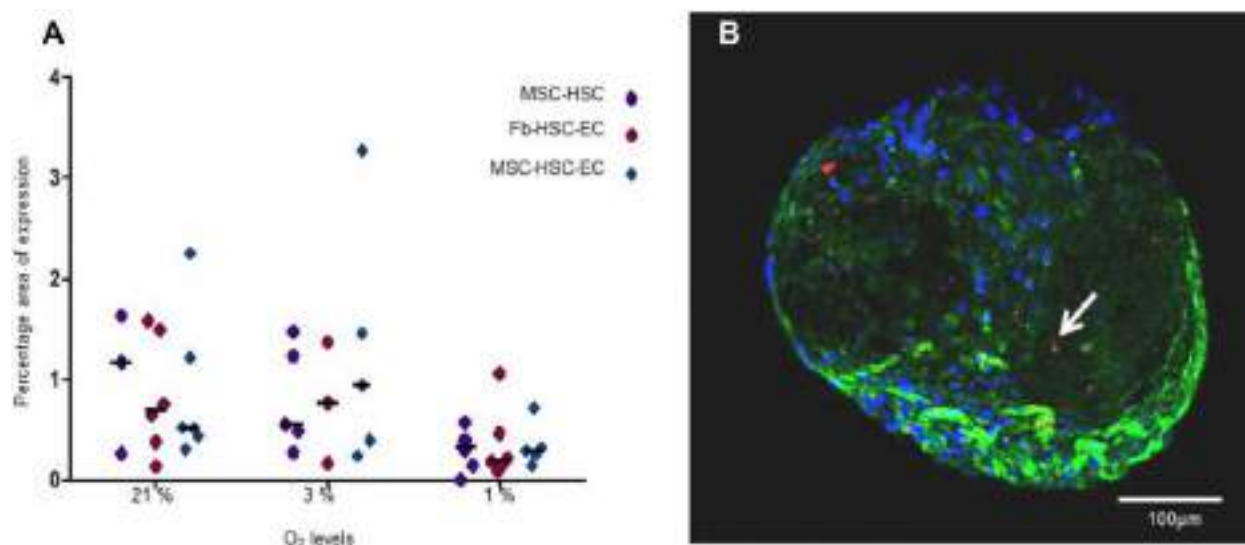 A
Percentage area of expression
4
3
2
1
0
MSC-HSC
Fb-HSC-EC
MSC-HSC-EC
21 %
3 %
1 %
O₂ levels
B
100µm